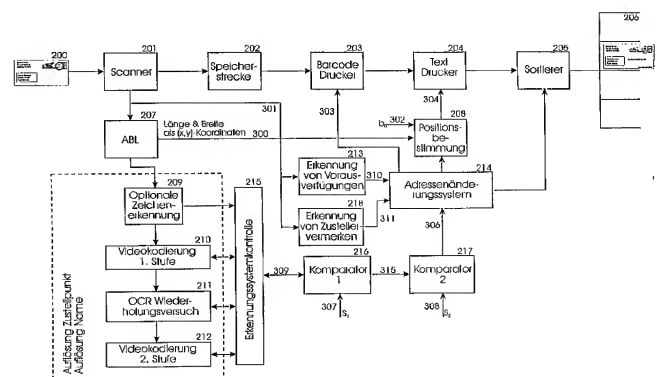 200
201
202
203
204
205
206
Scanner
Speicher-
strecke
Barcode
Drucker
Text
Drucker
Sortierer
301
303
304
207
ABL
Länge & Breite
als (x,y)-Koordinaten
300
302
208
Positions-
be-
stimmung
213
Erkennung
von Voraus-
verfügungen
310
214
Adressenände-
rungssystem
218
Erkennung
von Zusteller
vermerken
311
306
209
Optionale
Zeichen-
erkennung
215
Erkennungssystemkontrolle
210
Videokodierung
1. Stufe
216
Komparator
1
309
315
217
Komparator
2
211
OCR Wieder-
holungsversuch
307
S₁
308
S₂
212
Videokodierung
2. Stufe
Auflösung Zustellpunkt
Auflösung Name